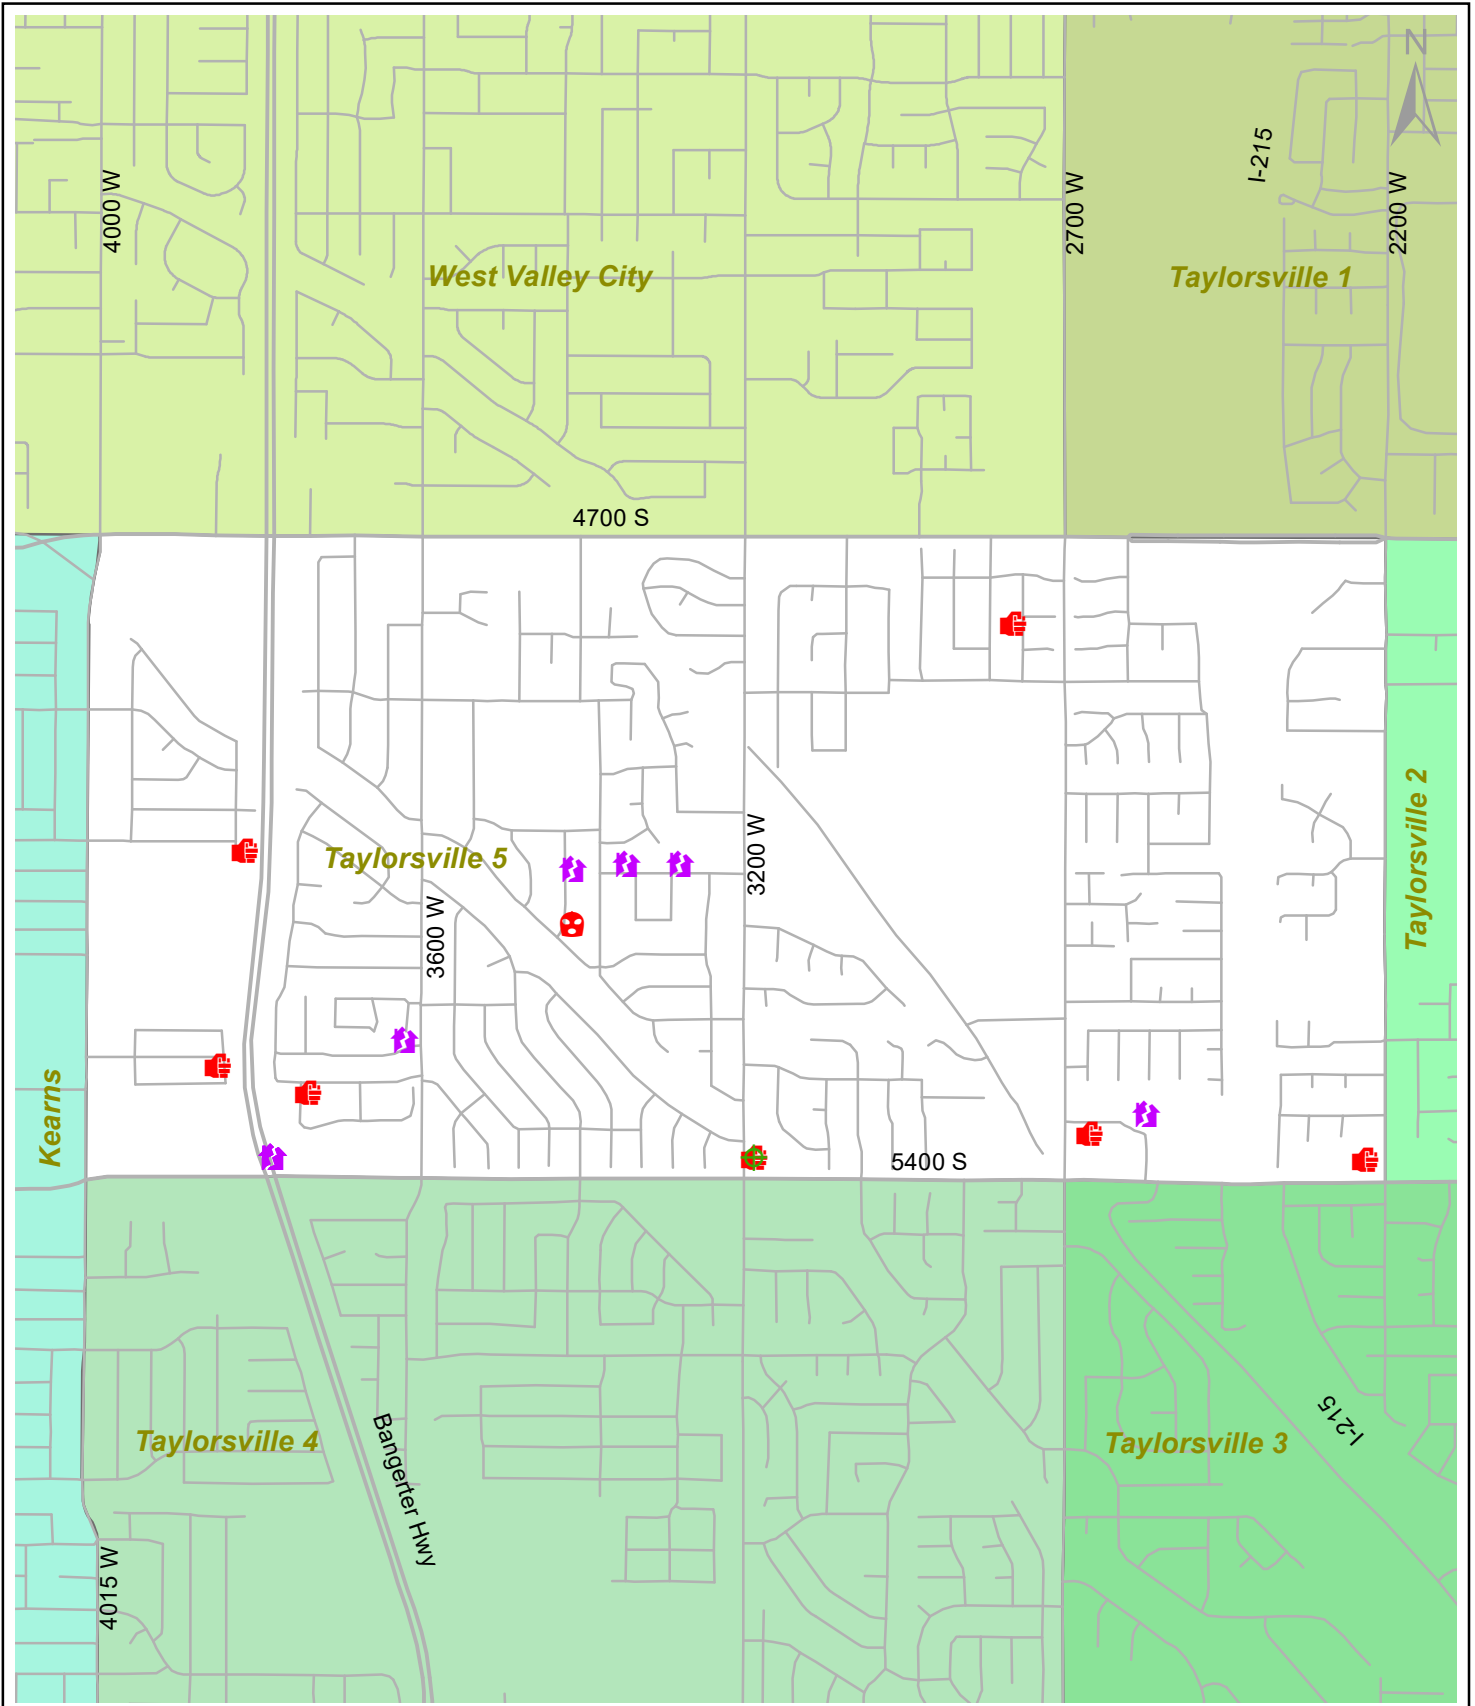 N
I-215
4000 W
2700 W
2200 W
West Valley City
Taylorsville 1
4700 S
Taylorsville 2
3200 W
Taylorsville 5
3600 W
Kearns
5400 S
Taylorsville 4
Bangerter Hwy
Taylorsville 3
I-215
4015 W